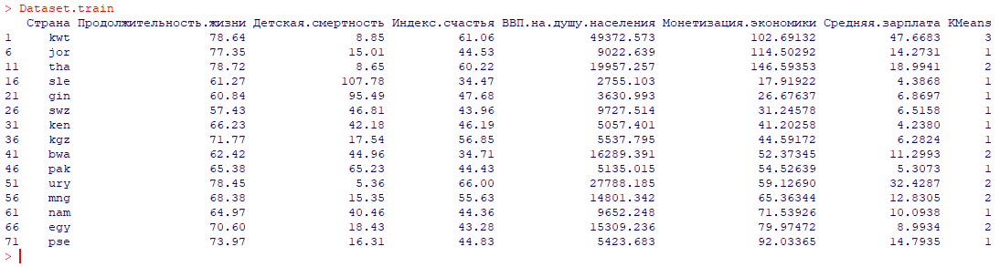 > Dataset.train
Страна Продолжительность.жизни Детская.смертность Индекс.счастья ВВП.на.душу.населения Монетизация.экономики Средняя.зарплата KMeans
1 kwt 78.64 8.85 61.06 49372.573 102.69132 47.6683 3
6 jor 77.35 15.01 44.53 9022.639 114.50292 14.2731 1
11 tha 78.72 8.65 60.22 19957.257 146.59353 18.9941 2
16 sle 61.27 107.78 34.47 2755.103 17.91922 4.3868 1
21 gin 60.84 95.49 47.68 3630.993 26.67637 6.8697 1
26 swz 57.43 46.81 43.96 9727.514 31.24578 6.5158 1
31 ken 66.23 42.18 46.19 5057.401 41.20258 4.2380 1
36 kgz 71.77 17.54 56.85 5537.795 44.59172 6.2824 1
41 bwa 62.42 44.96 34.71 16289.391 52.37345 11.2993 2
46 pak 65.38 65.23 44.43 5135.015 54.52639 5.3073 1
51 ury 78.45 5.36 66.00 27788.185 59.12690 32.4287 2
56 mng 68.38 15.35 55.63 14801.342 65.36344 12.8305 2
61 nam 64.97 40.46 44.36 9652.248 71.53926 10.0938 1
66 egy 70.60 18.43 43.28 15309.236 79.97472 8.9934 2
71 pse 73.97 16.31 44.83 5423.683 92.03365 14.7935 1
>